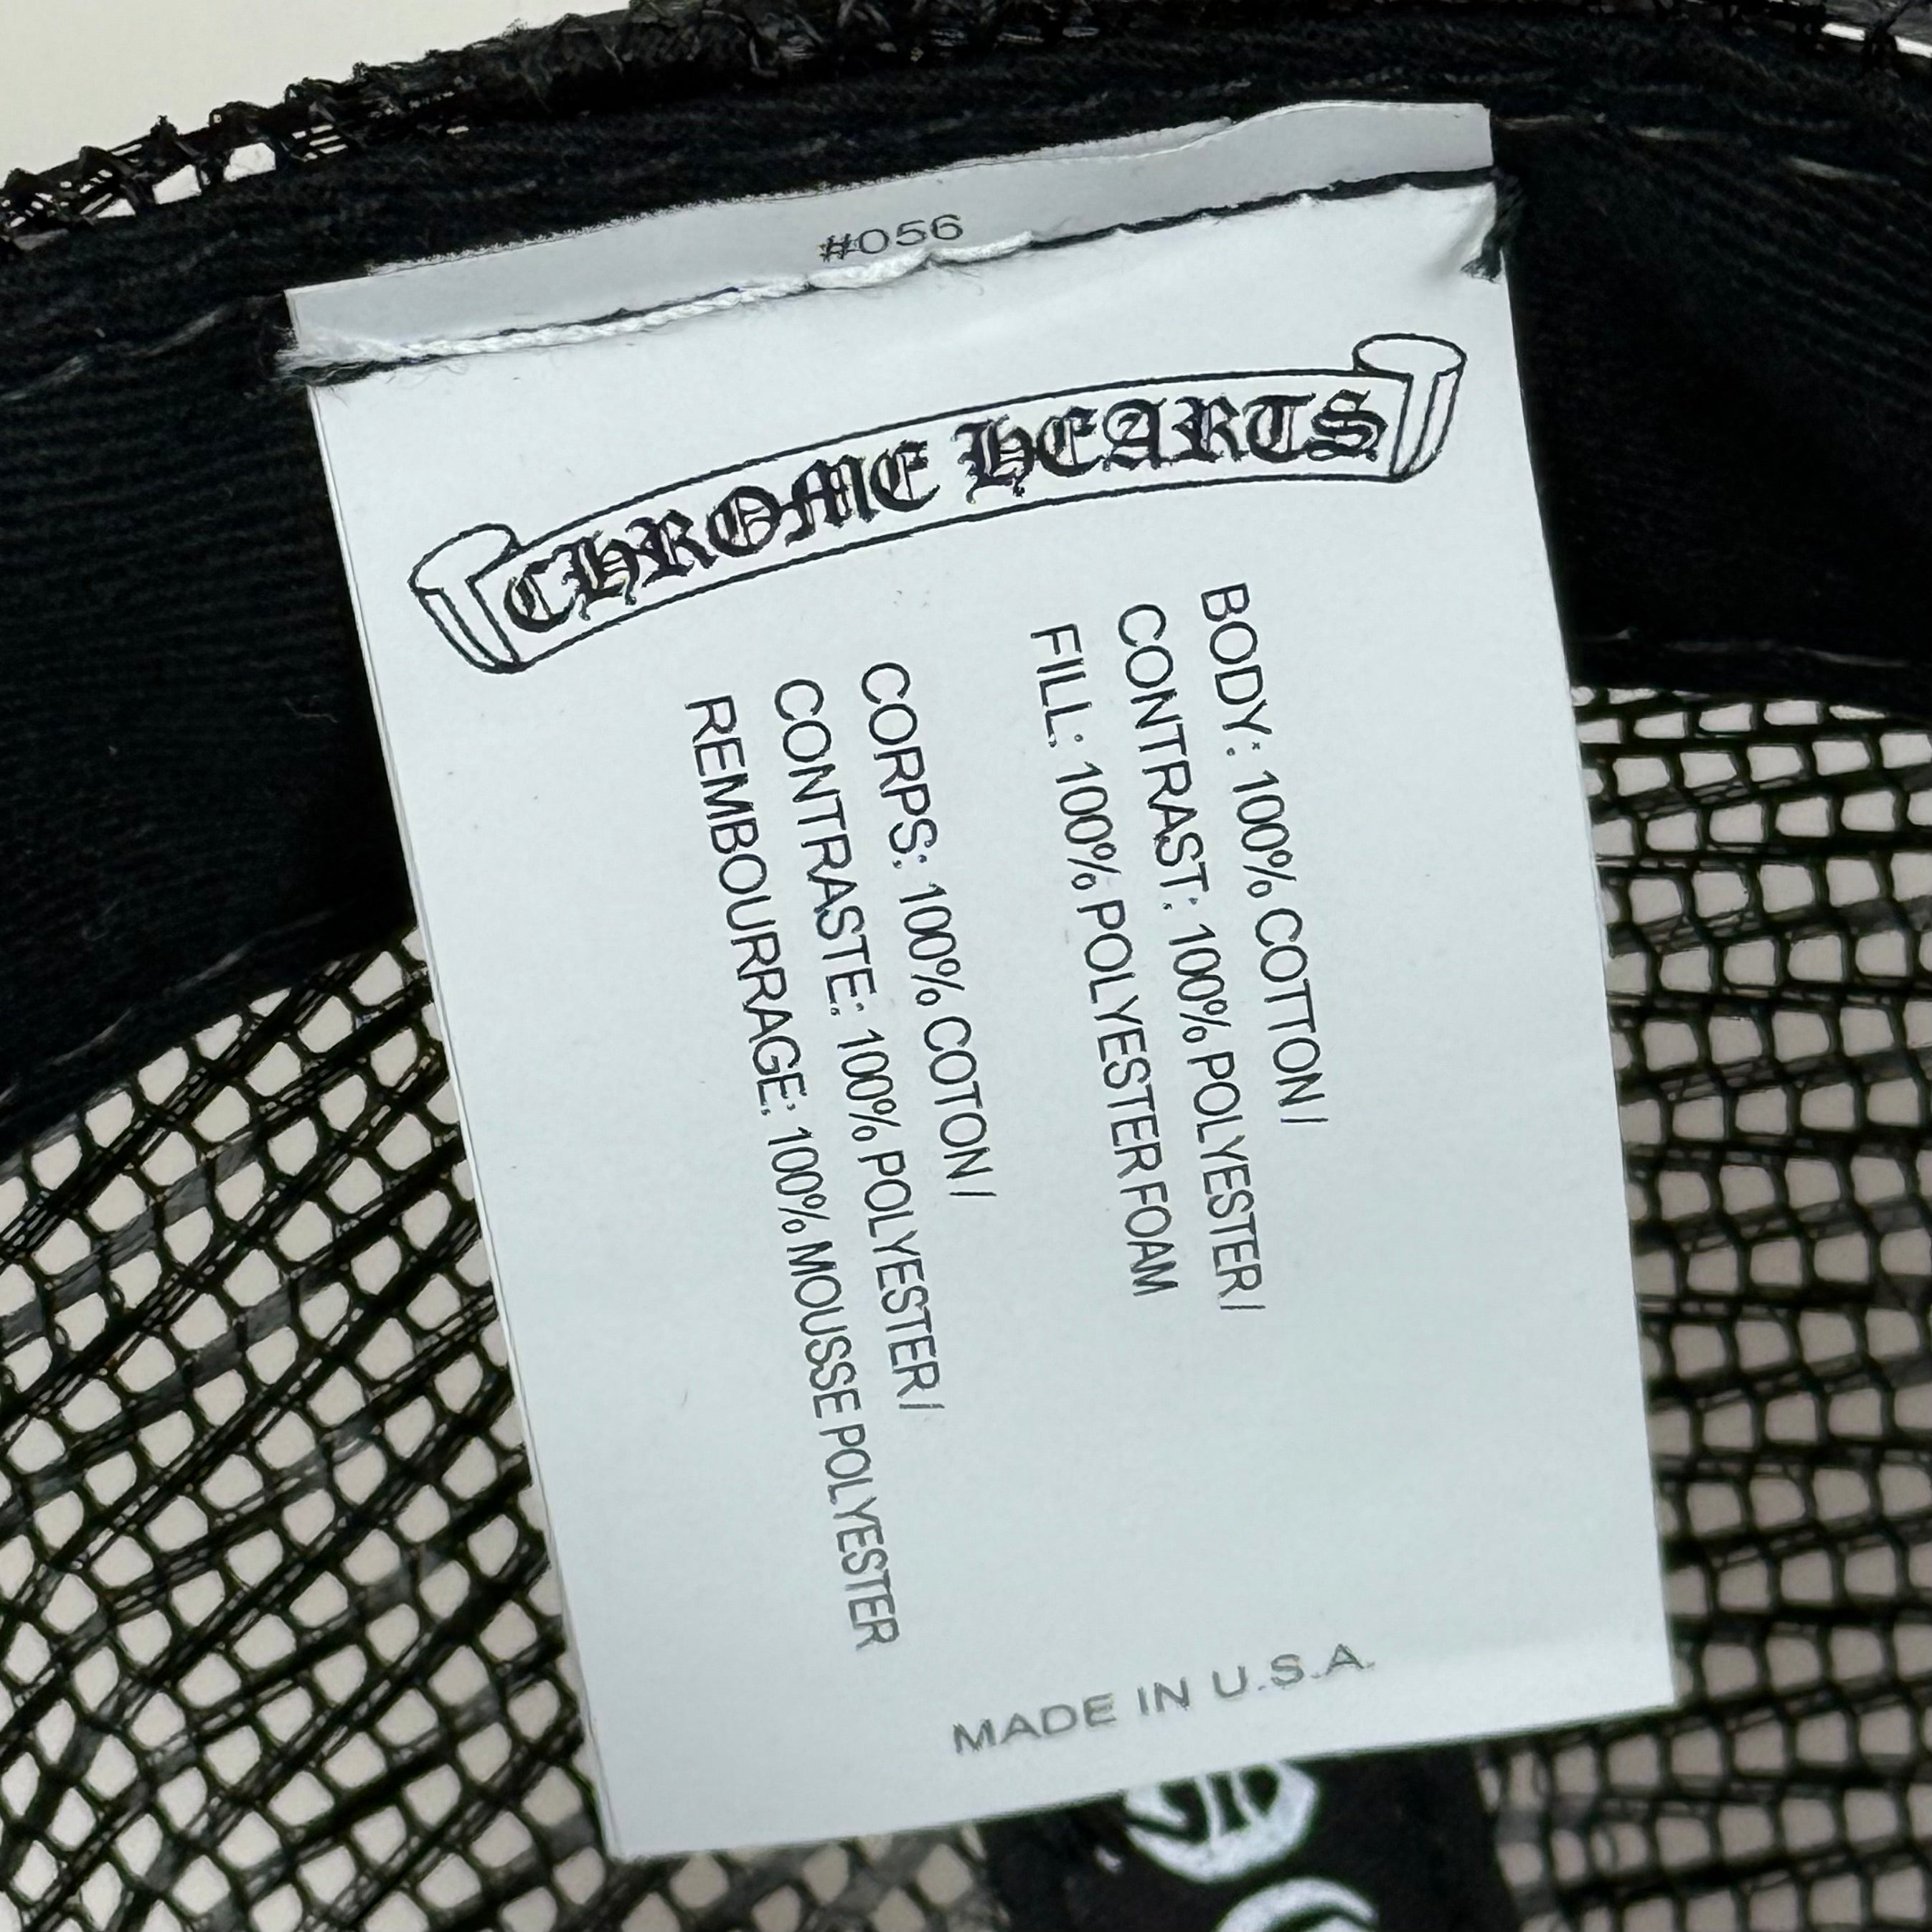 #056
CHROME HEARTS
BODY: 100% COTTON /
CONTRAST: 100% POLYESTER /
FILL: 100% POLYESTER FOAM
CORPS: 100% COTON /
CONTRASTE: 100% POLYESTER /
REMBOURRAGE: 100% MOUSSE POLYESTER
MADE IN U.S.A.